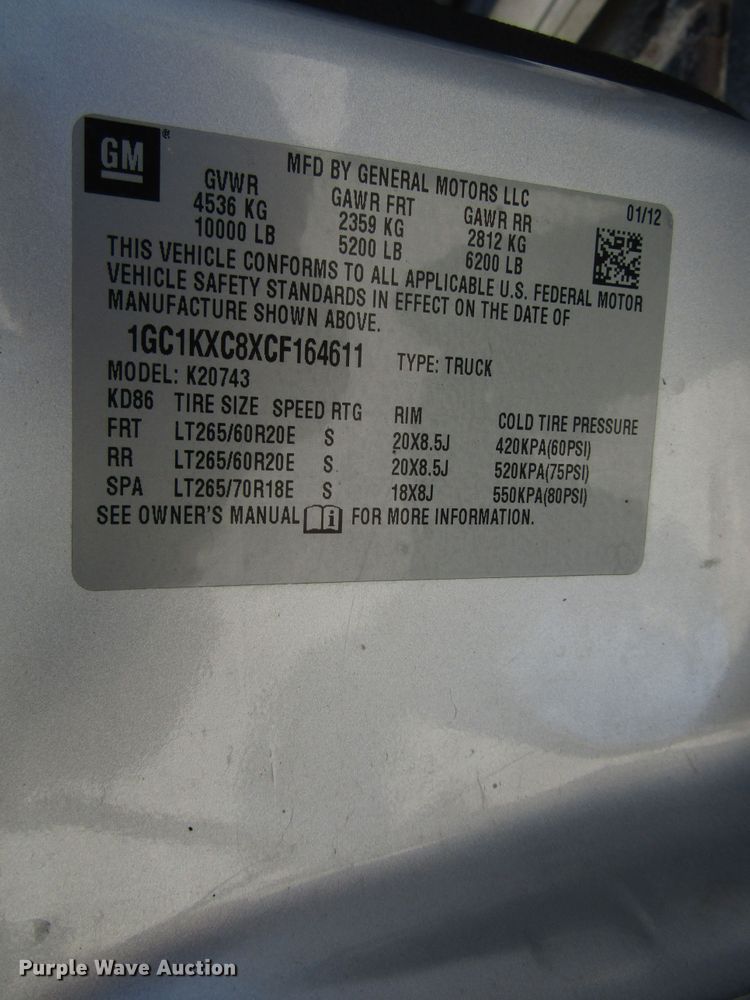 GM®
MFD BY GENERAL MOTORS LLC
GVWR GAWR FRT GAWR RR 01/12
4536 KG 2359 KG 2812 KG
10000 LB 5200 LB 6200 LB
THIS VEHICLE CONFORMS TO ALL APPLICABLE U.S. FEDERAL MOTOR
VEHICLE SAFETY STANDARDS IN EFFECT ON THE DATE OF
MANUFACTURE SHOWN ABOVE.
1GC1KXC8XCF164611 TYPE: TRUCK
MODEL: K20743
KD86 TIRE SIZE SPEED RTG RIM COLD TIRE PRESSURE
FRT LT265/60R20E S 20X8.5J 420KPA(60PSI)
RR LT265/60R20E S 20X8.5J 520KPA(75PSI)
SPA LT265/70R18E S 18X8J 550KPA(80PSI)
SEE OWNER'S MANUAL i FOR MORE INFORMATION.
Purple Wave Auction